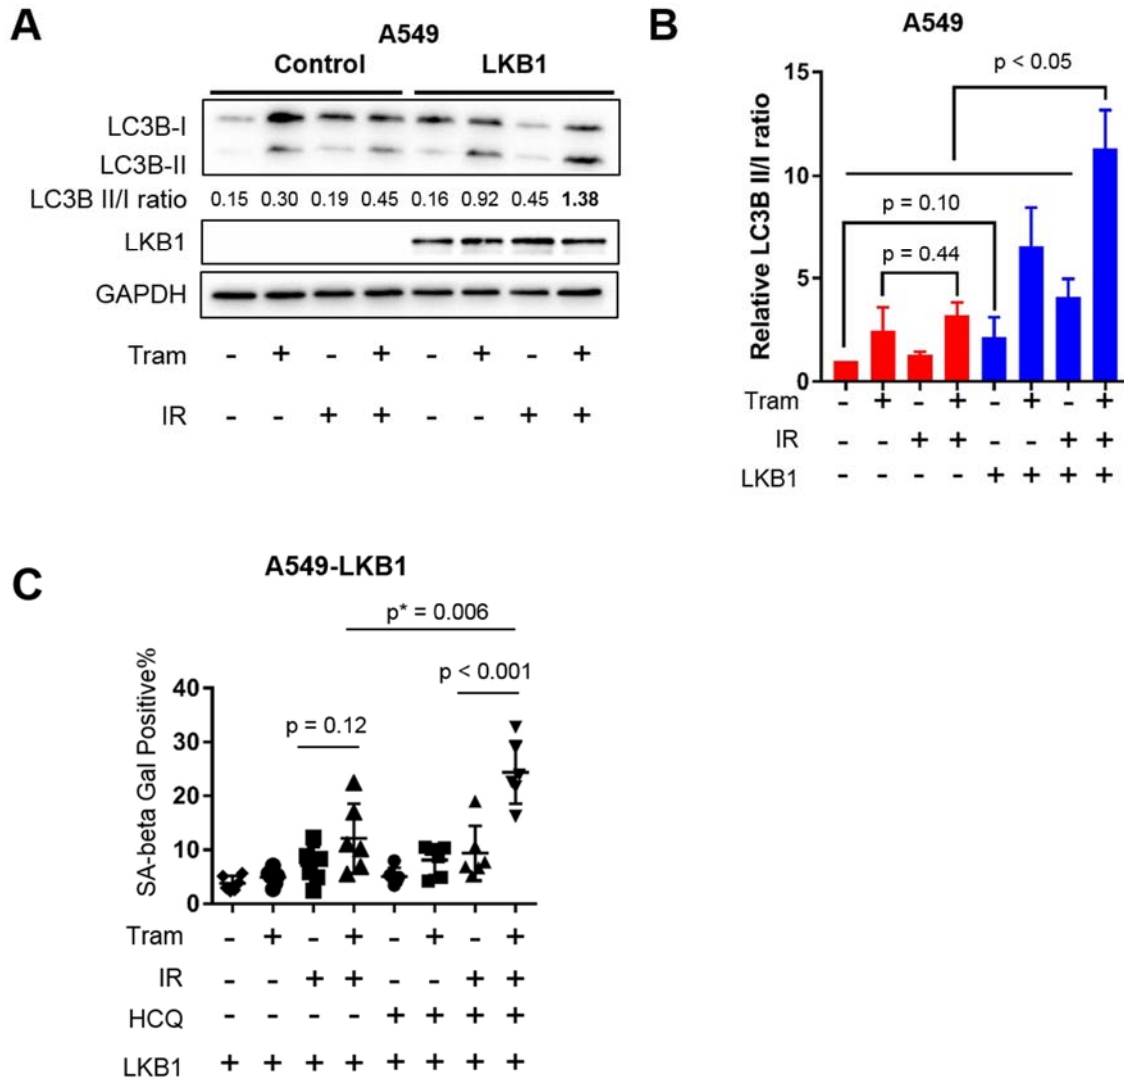 A
A549
Control LKB1
LC3B-I
LC3B-II
LC3B II/I ratio 0.15 0.30 0.19 0.45 0.16 0.92 0.45 1.38
LKB1
GAPDH
Tram - + - + - + - +
IR - - + + - - + +
B
A549
p < 0.05
p = 0.10
p = 0.44
Relative LC3B II/I ratio
15
10
5
0
Tram - + - + - + - +
IR - - + + - - + +
LKB1 - - - - + + + +
C
A549-LKB1
p* = 0.006
p < 0.001
p = 0.12
SA-beta Gal Positive%
40
30
20
10
0
Tram - + - + - + - +
IR - - + + - - + +
HCQ - - - - + + + +
LKB1 + + + + + + + +